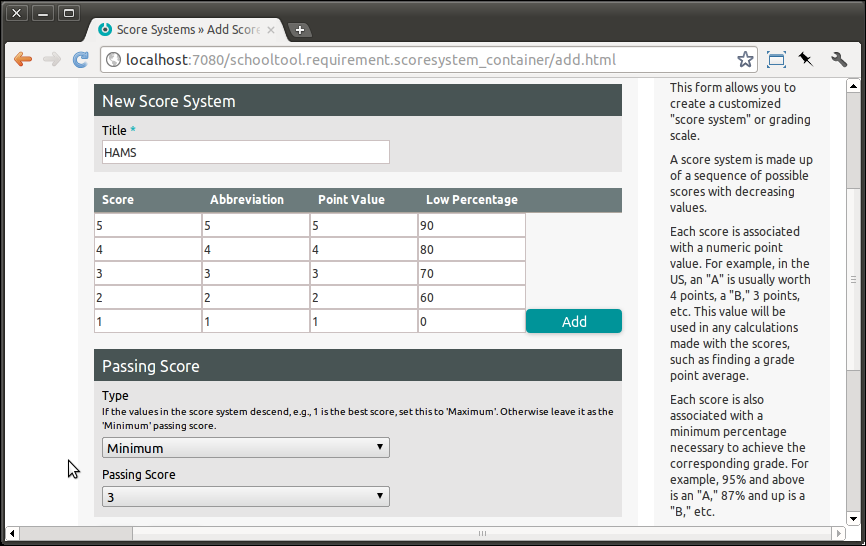 Score Systems » Add Score
localhost:7080/schooltool.requirement.scoresystem_container/add.html
New Score System
Title *
HAMS
Score Abbreviation Point Value Low Percentage
5 5 5 90
4 4 4 80
3 3 3 70
2 2 2 60
1 1 1 0 Add
Passing Score
Type
If the values in the score system descend, e.g., 1 is the best score, set this to 'Maximum'. Otherwise leave it as the
'Minimum' passing score.
Minimum
Passing Score
3
This form allows you to
create a customized
"score system" or grading
scale.
A score system is made up
of a sequence of possible
scores with decreasing
values.
Each score is associated
with a numeric point
value. For example, in the
US, an "A" is usually worth
4 points, a "B," 3 points,
etc. This value will be
used in any calculations
made with the scores,
such as finding a grade
point average.
Each score is also
associated with a
minimum percentage
necessary to achieve the
corresponding grade. For
example, 95% and above
is an "A," 87% and up is a
"B," etc.